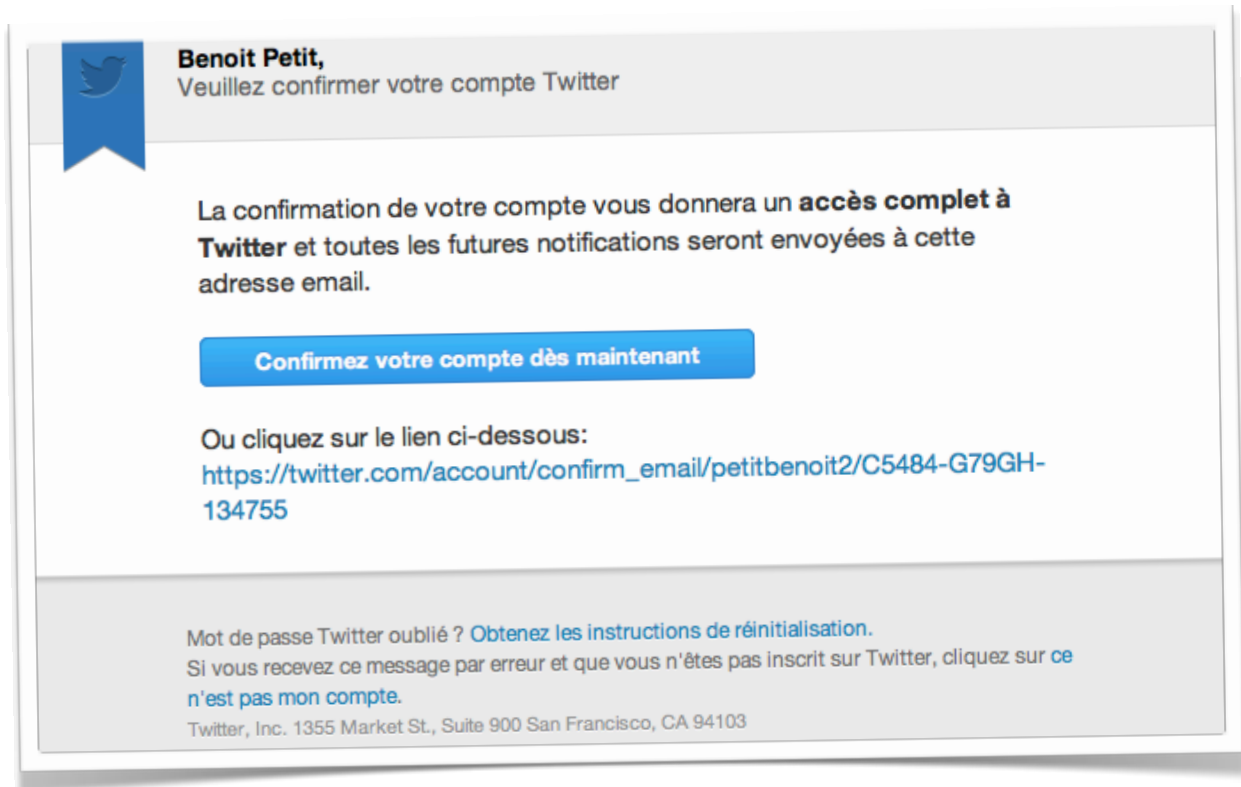 Benoit Petit,
Veuillez confirmer votre compte Twitter
La confirmation de votre compte vous donnera un accès complet à
Twitter et toutes les futures notifications seront envoyées à cette
adresse email.
Confirmez votre compte dès maintenant
Ou cliquez sur le lien ci-dessous:
https://twitter.com/account/confirm_email/petitbenoit2/C5484-G79GH-
134755
Mot de passe Twitter oublié ? Obtenez les instructions de réinitialisation.
Si vous recevez ce message par erreur et que vous n'êtes pas inscrit sur Twitter, cliquez sur ce
n'est pas mon compte.
Twitter, Inc. 1355 Market St., Suite 900 San Francisco, CA 94103